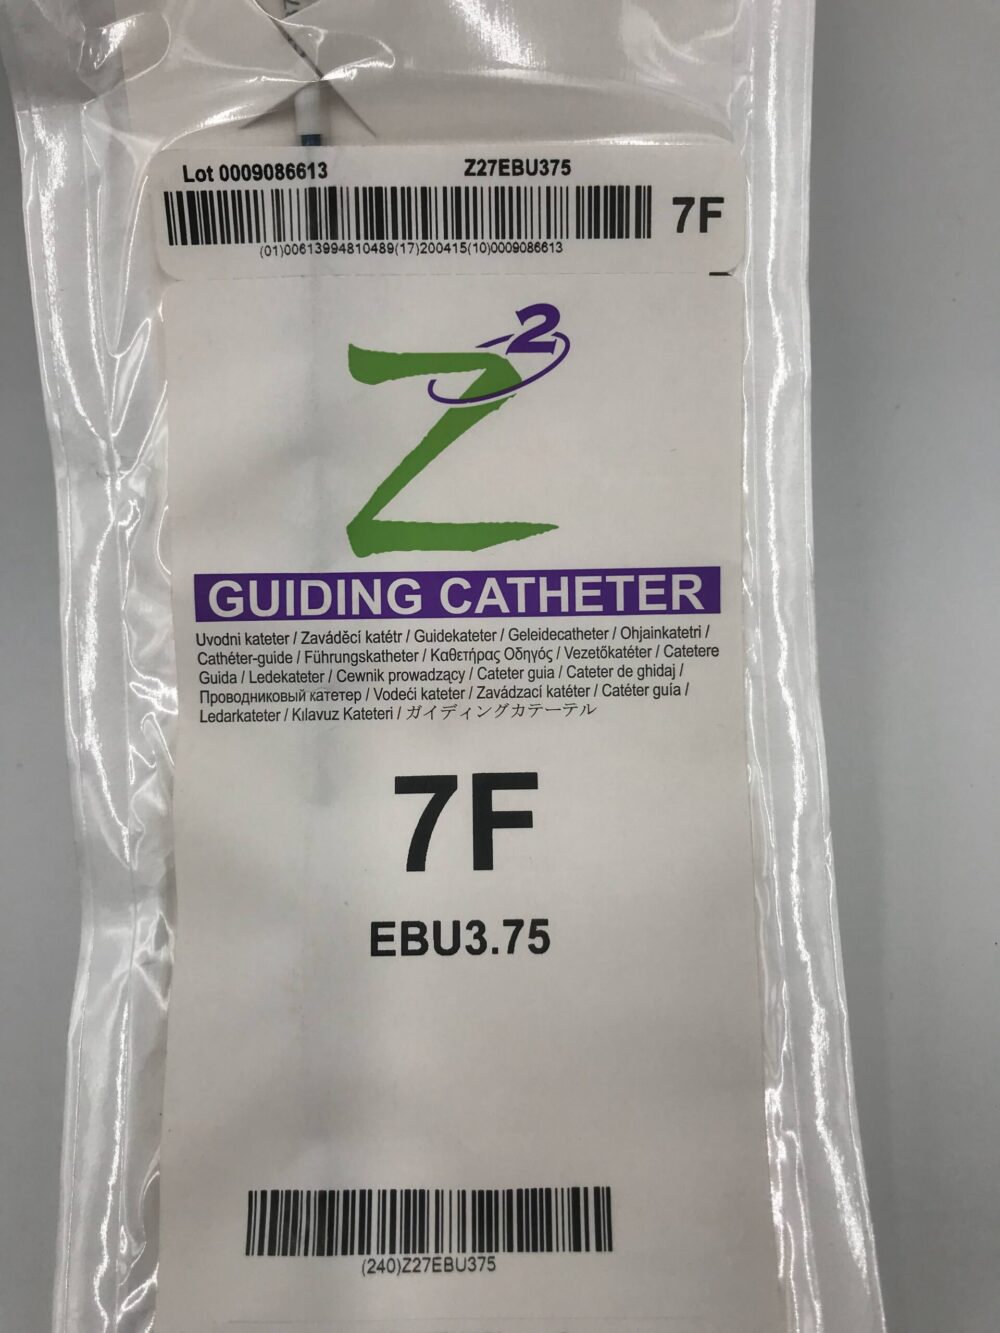 Lot 0009086613 Z27EBU375
7F
(01)00613994810489(17)200415(10)0009086613
Z2
GUIDING CATHETER
Uvodni kateter / Zaváděcí katétr / Guidekateter / Geleidecatheter / Ohjainkatetri /
Cathéter-guide / Führungskatheter / Καθετήρας Οδηγός / Vezetőkatéter / Catetere
Guida / Ledekateter / Cewnik prowadzący / Cateter guia / Cateter de ghidaj /
Проводниковый катетер / Vodeći kateter / Zavádzací katéter / Catéter guía /
Ledarkateter / Kılavuz Kateteri / ガイディングカテーテル
7F
EBU3.75
(240)Z27EBU375